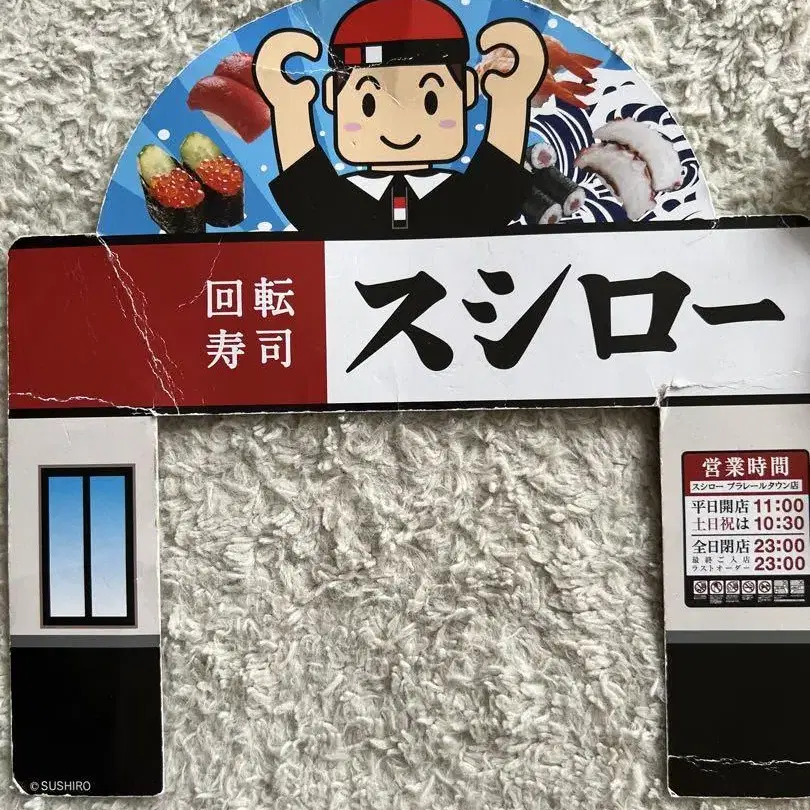 回転
寿司
スシロー
営業時間
スシロー プラレールタウン店
平日開店 11:00
土日祝は 10:30
全日閉店 23:00
最終ご入店
ラストオーダー 23:00
© SUSHIRO